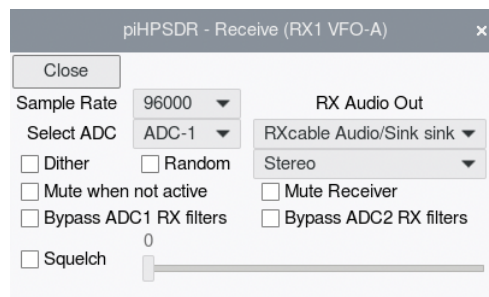 piHPSDR - Receive (RX1 VFO-A) ×
Close
Sample Rate 96000 RX Audio Out
Select ADC ADC-1 RXcable Audio/Sink sink
Dither Random Stereo
Mute when not active Mute Receiver
Bypass ADC1 RX filters Bypass ADC2 RX filters
0
Squelch